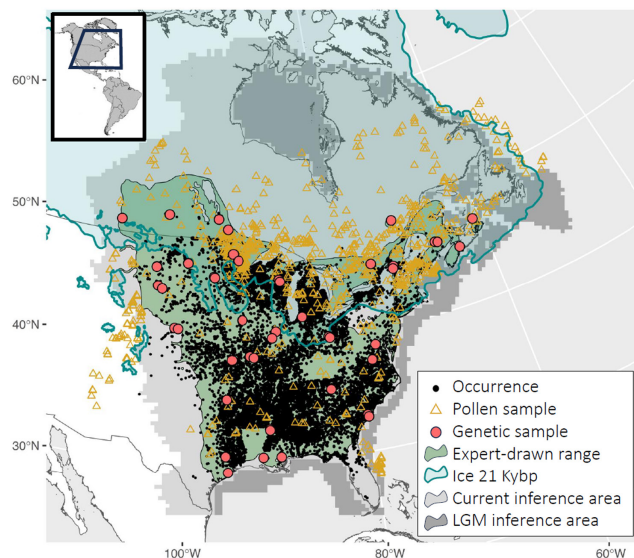 60°N
50°N
40°N
30°N
100°W
80°W
60°W
Occurrence
Pollen sample
Genetic sample
Expert-drawn range
Ice 21 Kybp
Current inference area
LGM inference area